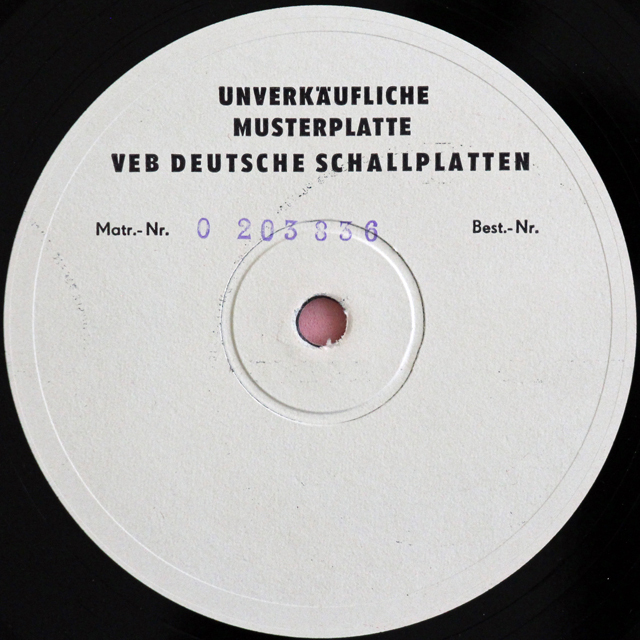 UNVERKÄUFLICHE
MUSTERPLATTE
VEB DEUTSCHE SCHALLPLATTEN
Matr.-Nr. 0 203836 Best.-Nr.